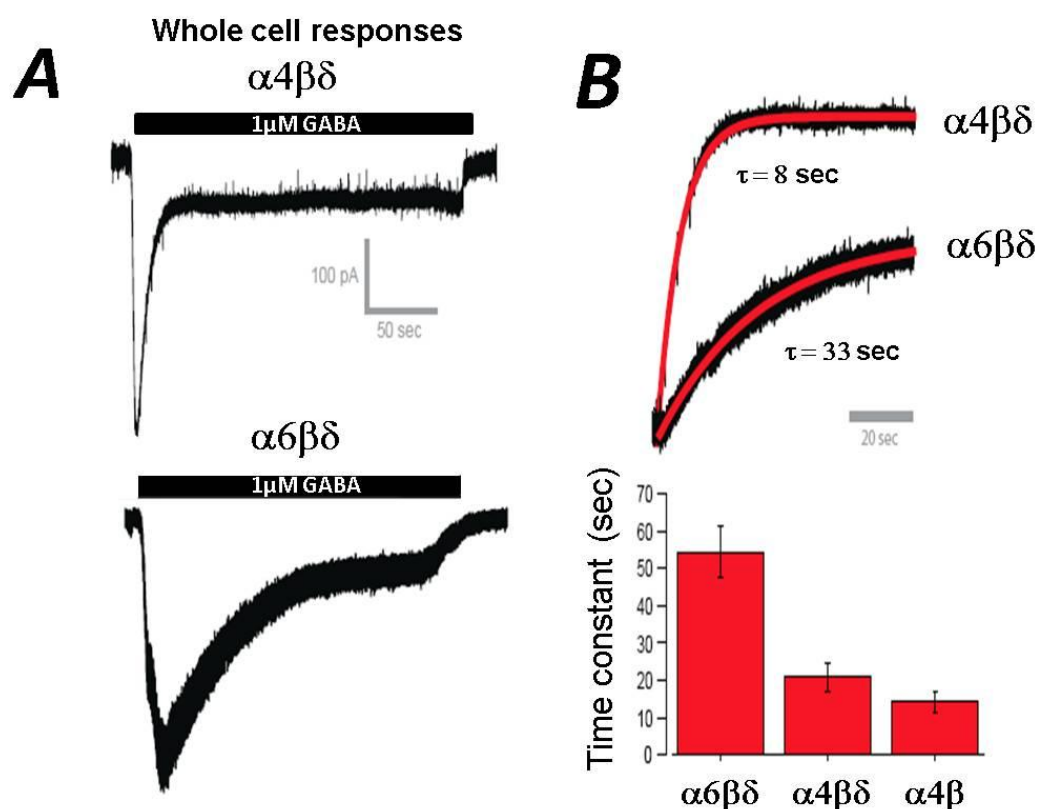 Whole cell responses
A
α4βδ
1μM GABA
100 pA
50 sec
α6βδ
1μM GABA
B
α4βδ
τ = 8 sec
α6βδ
τ = 33 sec
20 sec
Time constant (sec)
70
60
50
40
30
20
10
0
α6βδ α4βδ α4β